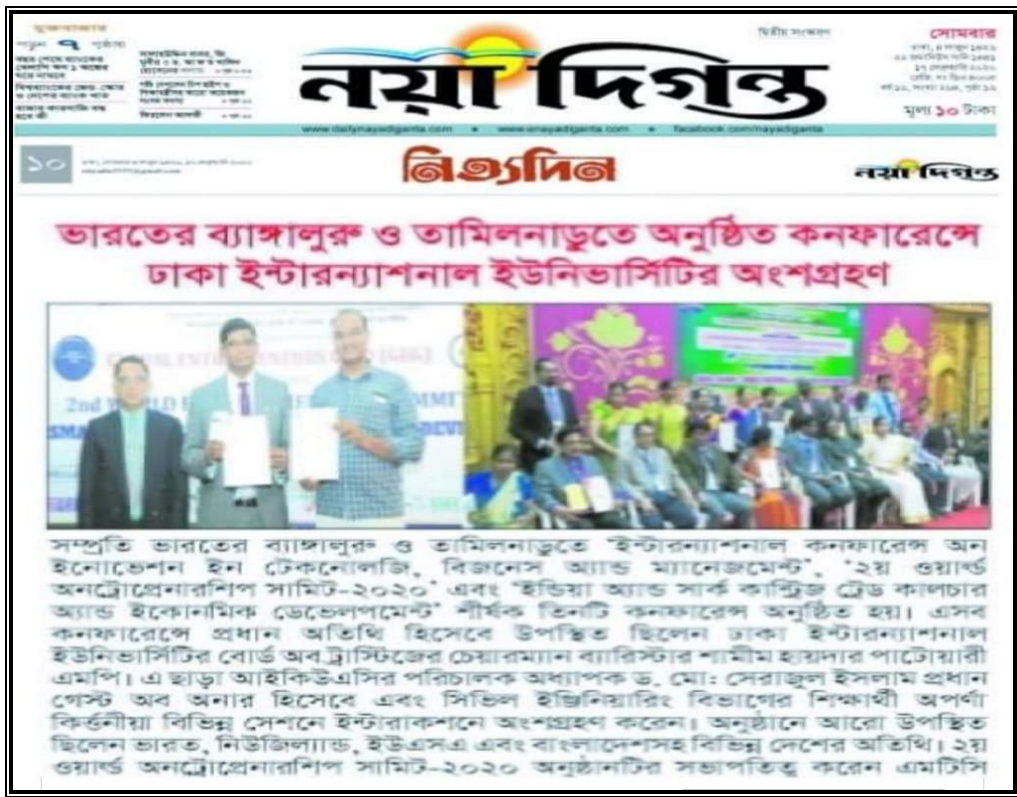 মুক্তবাজার
পড়ুন ৭ পৃষ্ঠায়
দ্বিতীয় সংস্করণ
নয়া দিগন্ত
সোমবার
মূল্য ১০ টাকা
www.dailynayadiganta.com • www.enayadiganta.com • facebook.com/nayadiganta
১০
নিত্যদিন
নয়া দিগন্ত
ভারতের ব্যাঙ্গালুরু ও তামিলনাড়ুতে অনুষ্ঠিত কনফারেন্সে
ঢাকা ইন্টারন্যাশনাল ইউনিভার্সিটির অংশগ্রহণ
2nd WORLD
সম্প্রতি ভারতের ব্যাঙ্গালুরু ও তামিলনাড়ুতে ‘ইন্টারন্যাশনাল কনফারেন্স অন
ইনোভেশন ইন টেকনোলজি, বিজনেস অ্যান্ড ম্যানেজমেন্ট’, ‘২য় ওয়ার্ল্ড
অনট্রোপ্রেনারশিপ সামিট-২০২০’ এবং ‘ইন্ডিয়া অ্যান্ড সার্ক কান্ট্রিজ ট্রেড কালচার
অ্যান্ড ইকোনমিক ডেভেলপমেন্ট’ শীর্ষক তিনটি কনফারেন্স অনুষ্ঠিত হয়। এসব
কনফারেন্সে প্রধান অতিথি হিসেবে উপস্থিত ছিলেন ঢাকা ইন্টারন্যাশনাল
ইউনিভার্সিটির বোর্ড অব ট্রাস্টিজের চেয়ারম্যান ব্যারিস্টার শামীম হায়দার পাটোয়ারী
এমপি। এ ছাড়া আইকিউএসির পরিচালক অধ্যাপক ড. মো: সেরাজুল ইসলাম প্রধান
গেস্ট অব অনার হিসেবে এবং সিভিল ইঞ্জিনিয়ারিং বিভাগের শিক্ষার্থী অপর্ণা
কির্ত্তনীয়া বিভিন্ন সেশনে ইন্টারাকশনে অংশগ্রহণ করেন। অনুষ্ঠানে আরো উপস্থিত
ছিলেন ভারত, নিউজিল্যান্ড, ইউএসএ এবং বাংলাদেশসহ বিভিন্ন দেশের অতিথি। ২য়
ওয়ার্ল্ড অনট্রোপ্রেনারশিপ সামিট-২০২০ অনুষ্ঠানটির সভাপতিত্ব করেন এমটিসি